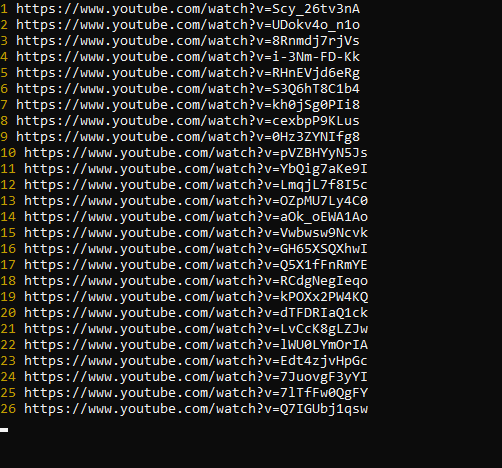 1 https://www.youtube.com/watch?v=Scy_26tv3nA
2 https://www.youtube.com/watch?v=UDokv4o_n1o
3 https://www.youtube.com/watch?v=8Rnmdj7rjVs
4 https://www.youtube.com/watch?v=i-3Nm-FD-Kk
5 https://www.youtube.com/watch?v=RHnEVjd6eRg
6 https://www.youtube.com/watch?v=S3Q6hT8C1b4
7 https://www.youtube.com/watch?v=kh0jSg0PIi8
8 https://www.youtube.com/watch?v=cexbpP9KLus
9 https://www.youtube.com/watch?v=0Hz3ZYNIfg8
10 https://www.youtube.com/watch?v=pVZBHYyN5Js
11 https://www.youtube.com/watch?v=YbQig7aKe9I
12 https://www.youtube.com/watch?v=LmqjL7f8I5c
13 https://www.youtube.com/watch?v=OZpMU7Ly4C0
14 https://www.youtube.com/watch?v=aOk_oEWA1Ao
15 https://www.youtube.com/watch?v=Vwbwsw9Ncvk
16 https://www.youtube.com/watch?v=GH65XSQXhwI
17 https://www.youtube.com/watch?v=Q5X1fFnRmYE
18 https://www.youtube.com/watch?v=RCdgNegIeqo
19 https://www.youtube.com/watch?v=kPOXx2PW4KQ
20 https://www.youtube.com/watch?v=dTFDRIaQ1ck
21 https://www.youtube.com/watch?v=LvCcK8gLZJw
22 https://www.youtube.com/watch?v=lWU0LYmOrIA
23 https://www.youtube.com/watch?v=Edt4zjvHpGc
24 https://www.youtube.com/watch?v=7JuovgF3yYI
25 https://www.youtube.com/watch?v=7lTfFw0QgFY
26 https://www.youtube.com/watch?v=Q7IGUbj1qsw